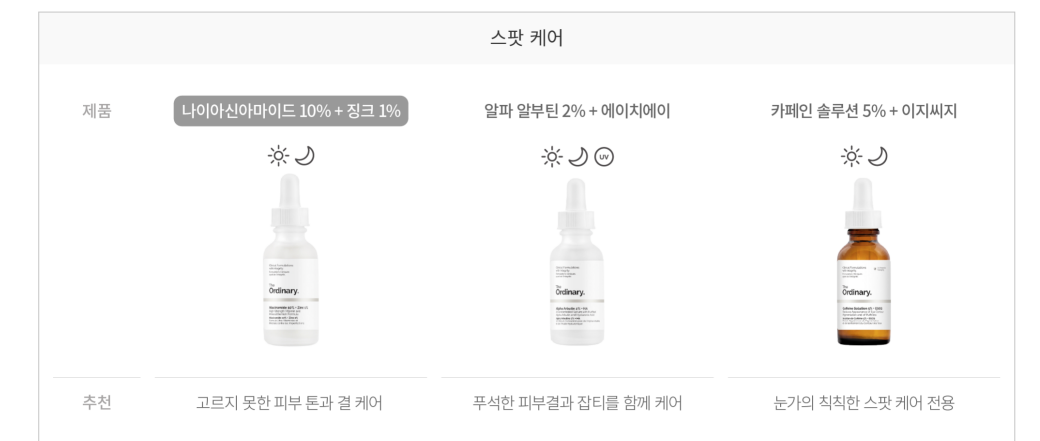 스팟 케어
제품
나이아신아마이드 10% + 징크 1%
알파 알부틴 2% + 에이치에이
카페인 솔루션 5% + 이지씨지
UV
The
Ordinary.
The
Ordinary.
The
Ordinary.
추천
고르지 못한 피부 톤과 결 케어
푸석한 피부결과 잡티를 함께 케어
눈가의 칙칙한 스팟 케어 전용